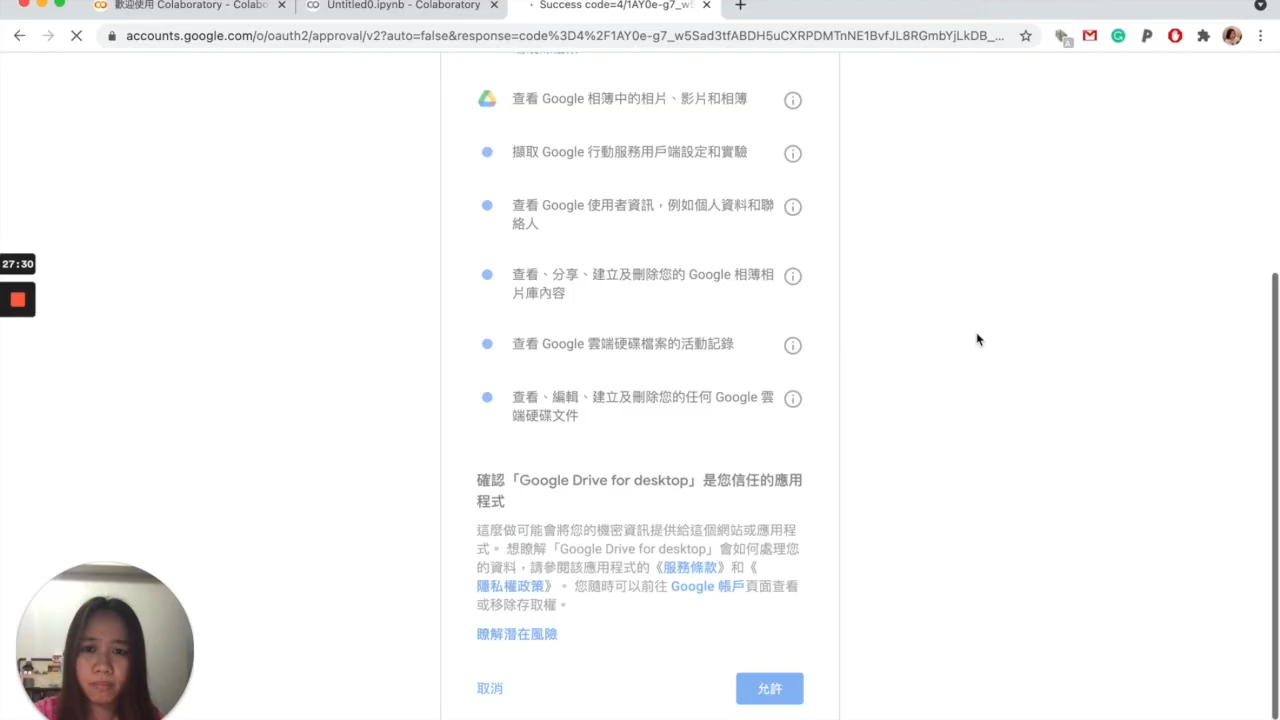 歡迎使用 Colaboratory - Colabo
Untitled0.ipynb - Colaboratory
Success code=4/1AY0e-g7_w5
accounts.google.com/o/oauth2/approval/v2?auto=false&response=code%3D4%2F1AY0e-g7_w5Sad3tfABDH5uCXRPDMTnNE1BvfJL8RGmbYjLkDB_...
查看 Google 相簿中的相片、影片和相簿
擷取 Google 行動服務用戶端設定和實驗
查看 Google 使用者資訊，例如個人資料和聯
絡人
查看、分享、建立及刪除您的 Google 相簿相
片庫內容
查看 Google 雲端硬碟檔案的活動記錄
查看、編輯、建立及刪除您的任何 Google 雲
端硬碟文件
確認「Google Drive for desktop」是您信任的應用
程式
這麼做可能會將您的機密資訊提供給這個網站或應用程
式。 想瞭解「Google Drive for desktop」會如何處理您
的資料，請參閱該應用程式的《服務條款》和《
隱私權政策》。 您隨時可以前往 Google 帳戶頁面查看
或移除存取權。
瞭解潛在風險
取消
允許
27:30